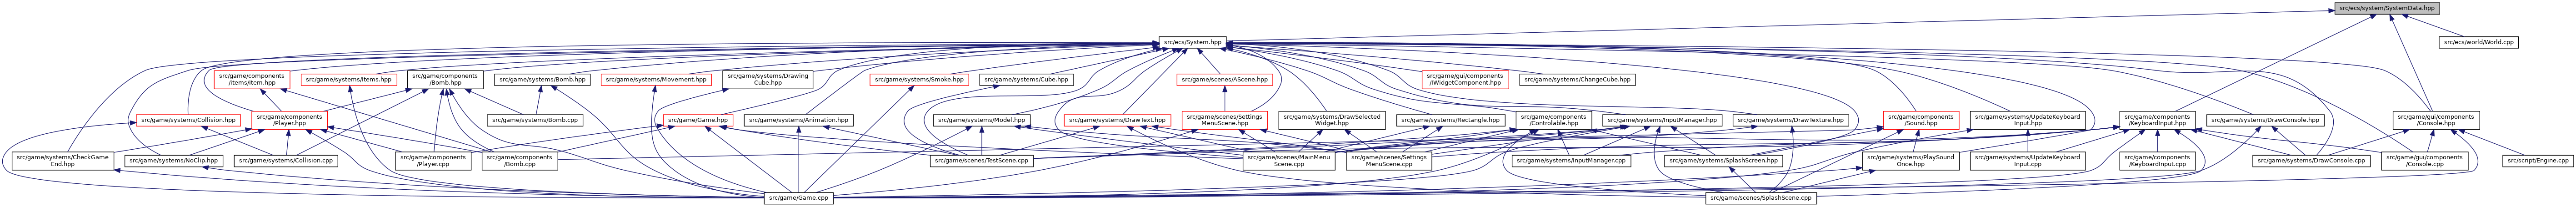 src/ecs/system/SystemData.hpp
src/ecs/System.hpp
src/ecs/world/World.cpp
src/game/components
/items/Item.hpp
src/game/systems/Items.hpp
src/game/components
/Bomb.hpp
src/game/systems/Bomb.hpp
src/game/systems/Movement.hpp
src/game/systems/Drawing
Cube.hpp
src/game/systems/Smoke.hpp
src/game/systems/Cube.hpp
src/game/scenes/AScene.hpp
src/game/gui/components
/IWidgetComponent.hpp
src/game/systems/ChangeCube.hpp
src/game/systems/Collision.hpp
src/game/components
/Player.hpp
src/game/systems/Bomb.cpp
src/game/Game.hpp
src/game/systems/Animation.hpp
src/game/systems/Model.hpp
src/game/systems/DrawText.hpp
src/game/scenes/Settings
MenuScene.hpp
src/game/systems/DrawSelected
Widget.hpp
src/game/systems/Rectangle.hpp
src/game/components
/Controlable.hpp
src/game/systems/InputManager.hpp
src/game/systems/DrawTexture.hpp
src/game/components
/Sound.hpp
src/game/systems/UpdateKeyboard
Input.hpp
src/game/components
/KeyboardInput.hpp
src/game/systems/DrawConsole.hpp
src/game/gui/components
/Console.hpp
src/game/systems/CheckGame
End.hpp
src/game/systems/NoClip.hpp
src/game/systems/Collision.cpp
src/game/components
/Player.cpp
src/game/components
/Bomb.cpp
src/game/scenes/TestScene.cpp
src/game/scenes/MainMenu
Scene.cpp
src/game/scenes/Settings
MenuScene.cpp
src/game/systems/InputManager.cpp
src/game/systems/SplashScreen.hpp
src/game/systems/PlaySound
Once.hpp
src/game/systems/UpdateKeyboard
Input.cpp
src/game/components
/KeyboardInput.cpp
src/game/systems/DrawConsole.cpp
src/game/gui/components
/Console.cpp
src/script/Engine.cpp
src/game/Game.cpp
src/game/scenes/SplashScene.cpp